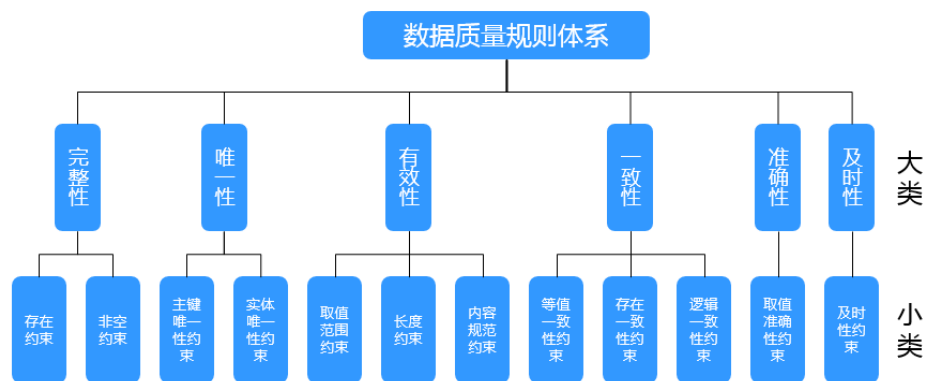 数据质量规则体系
完整性
唯一性
有效性
一致性
准确性
及时性
大类
存在
约束
非空
约束
主键
唯一
性约
束
实体
唯一
性约
束
取值
范围
约束
长度
约束
内容
规范
约束
等值
一致
性约
束
存在
一致
性约
束
逻辑
一致
性约
束
取值
准确
性约
束
及时
性约
束
小类